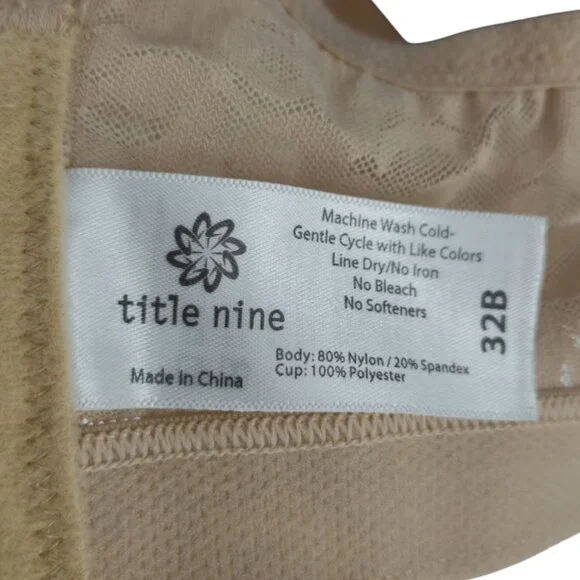 title nine
Made in China
Machine Wash Cold-
Gentle Cycle with Like Colors
Line Dry/No Iron
No Bleach
No Softeners
Body: 80% Nylon / 20% Spandex
Cup: 100% Polyester
32B